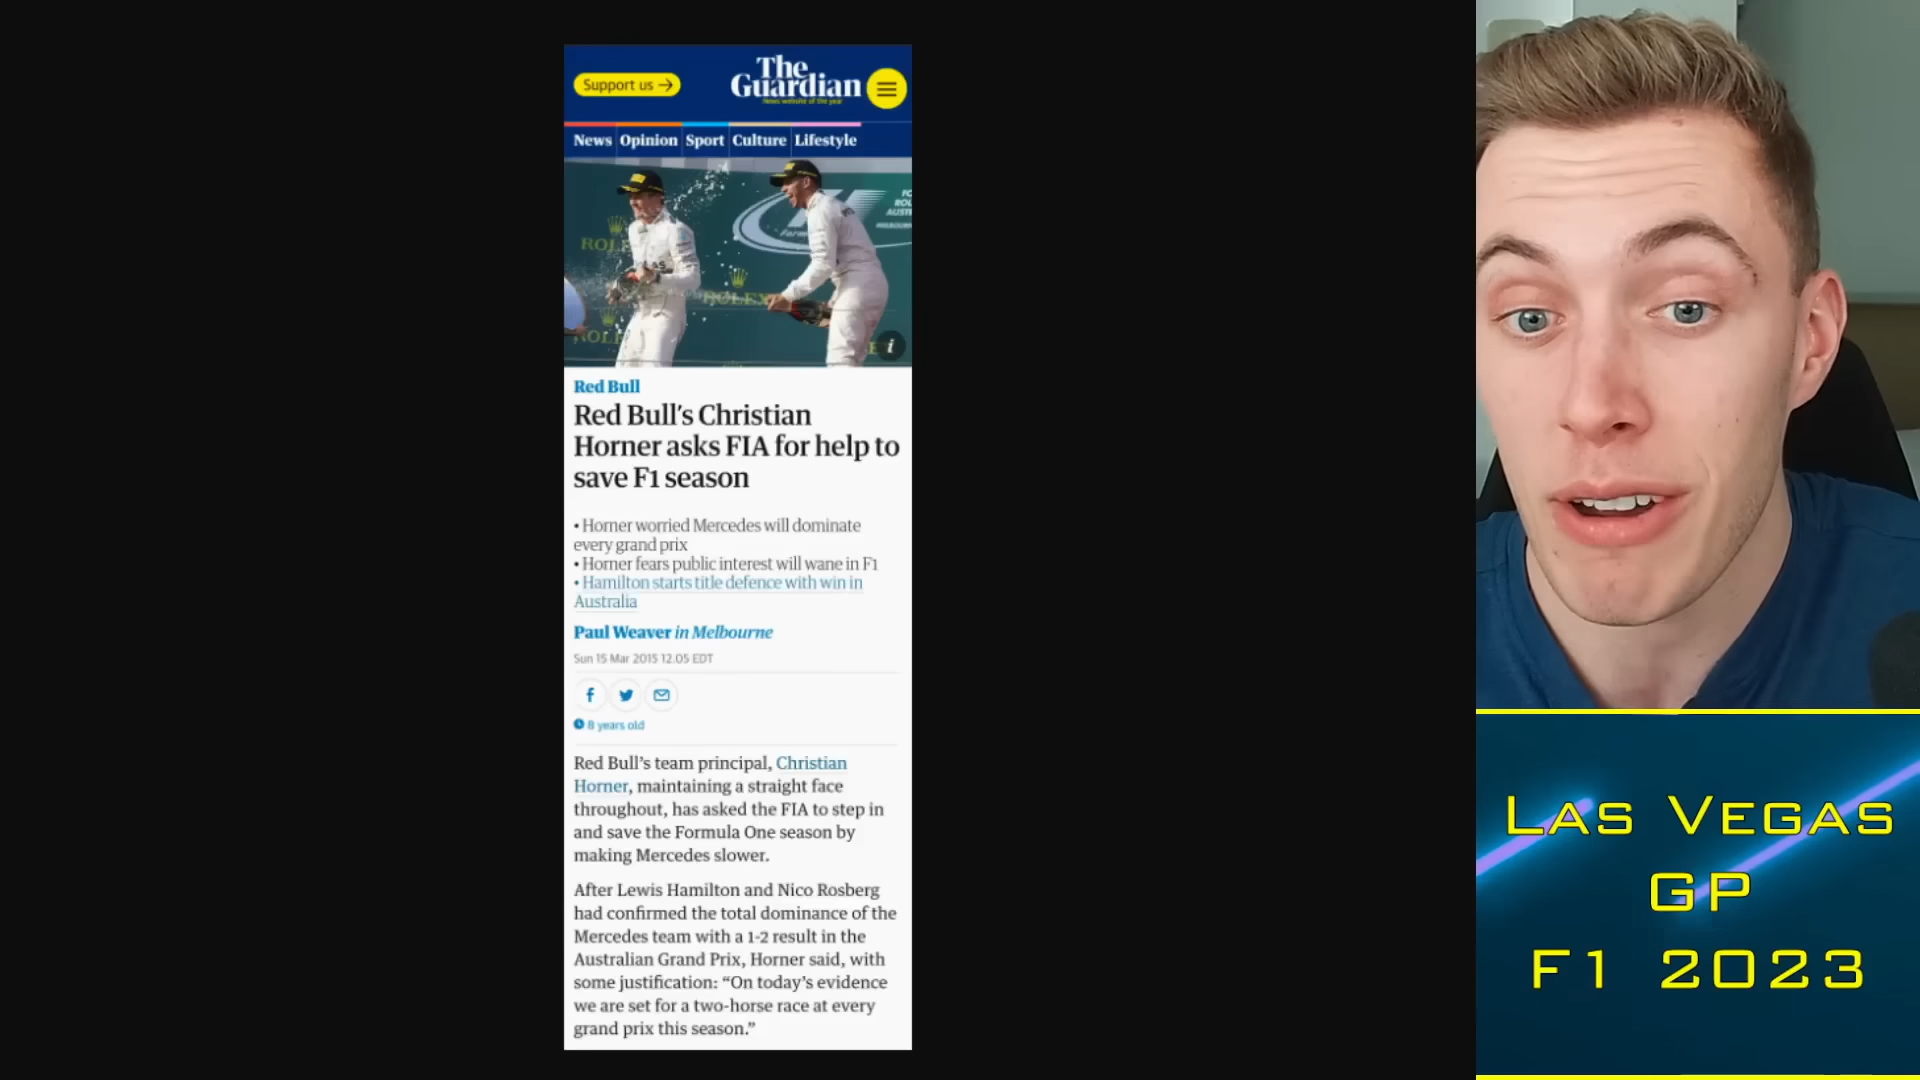 Support us →
The
Guardian
News website of the year
News Opinion Sport Culture Lifestyle
ROLEX
Red Bull
Red Bull's Christian
Horner asks FIA for help to
save F1 season
• Horner worried Mercedes will dominate
every grand prix
• Horner fears public interest will wane in F1
• Hamilton starts title defence with win in
Australia
Paul Weaver in Melbourne
Sun 15 Mar 2015 12.05 EDT
8 years old
Red Bull's team principal, Christian
Horner, maintaining a straight face
throughout, has asked the FIA to step in
and save the Formula One season by
making Mercedes slower.
After Lewis Hamilton and Nico Rosberg
had confirmed the total dominance of the
Mercedes team with a 1-2 result in the
Australian Grand Prix, Horner said, with
some justification: “On today's evidence
we are set for a two-horse race at every
grand prix this season.”
LAS VEGAS
GP
F1 2023